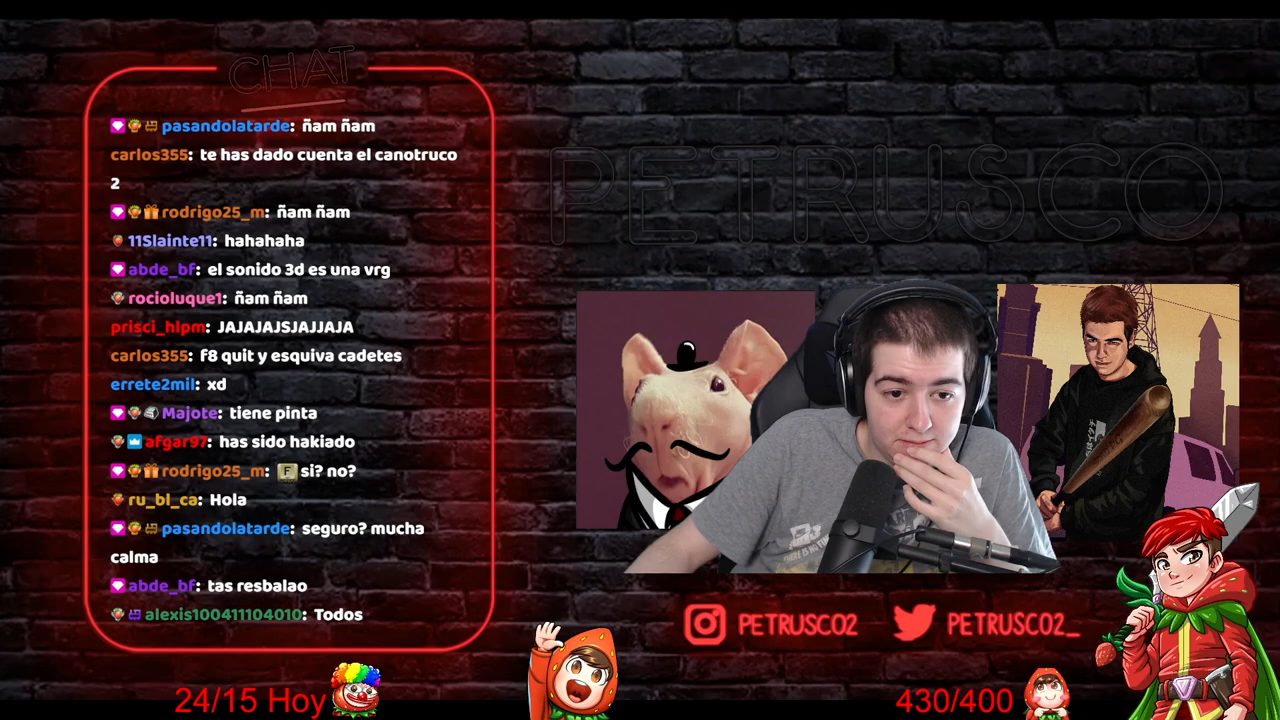 CHAT
PETRUSCO
pasandolatarde: ñam ñam
carlos355: te has dado cuenta el canotruco
2
rodrigo25_m: ñam ñam
11Slainte11: hahahaha
abde_bf: el sonido 3d es una vrg
rocioluque1: ñam ñam
prisci_hlpm: JAJAJAJSJAJJAJA
carlos355: f8 quit y esquiva cadetes
errete2mil: xd
Majote: tiene pinta
afgar97: has sido hakiado
rodrigo25_m: F si? no?
ru_bl_ca: Hola
pasandolatarde: seguro? mucha
calma
abde_bf: tas resbalao
alexis100411104010: Todos
PETRUSCO2
PETRUSCO2_
24/15 Hoy
430/400